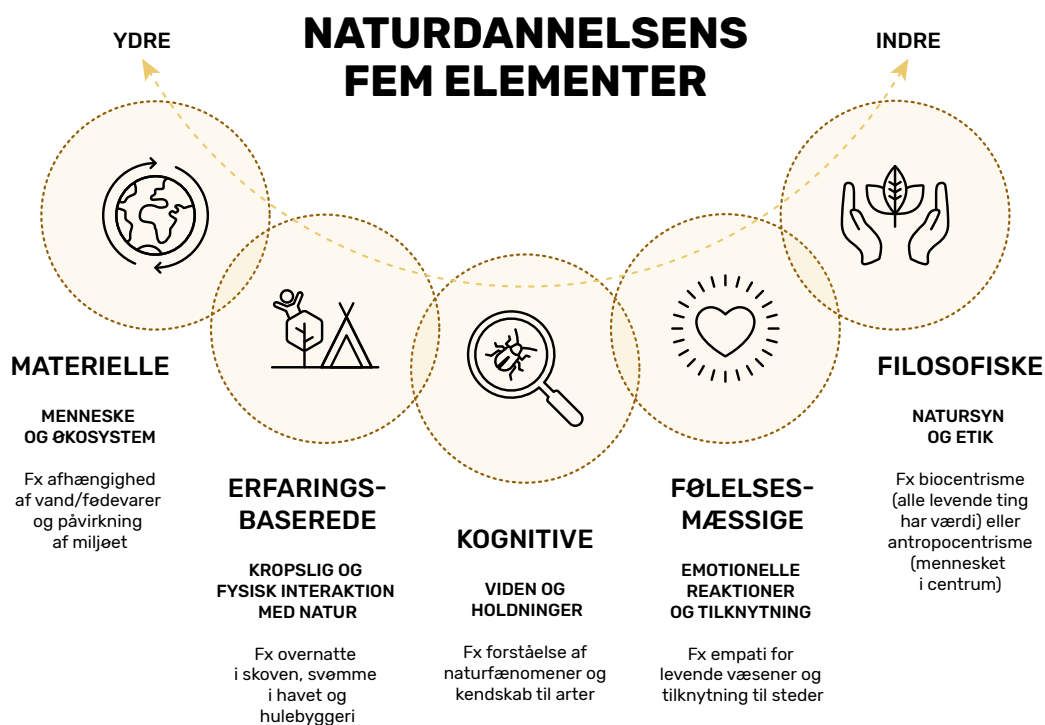 NATURDANNELSENS
FEM ELEMENTER
YDRE
INDRE
MATERIELLE
MENNESKE
OG ØKOSYSTEM
Fx afhængighed
af vand/fødevarer
og påvirkning
af miljøet
ERFARINGS-
BASEREDE
KROPSLIG OG
FYSISK INTERAKTION
MED NATUR
Fx overnatte
i skoven, svømme
i havet og
hulebyggeri
KOGNITIVE
VIDEN OG
HOLDNINGER
Fx forståelse af
naturfænomener og
kendskab til arter
FØLELSES-
MÆSSIGE
EMOTIONELLE
REAKTIONER
OG TILKNYTNING
Fx empati for
levende væsener og
tilknytning til steder
FILOSOFISKE
NATURSYN
OG ETIK
Fx biocentrisme
(alle levende ting
har værdi) eller
antropocentrisme
(mennesket
i centrum)